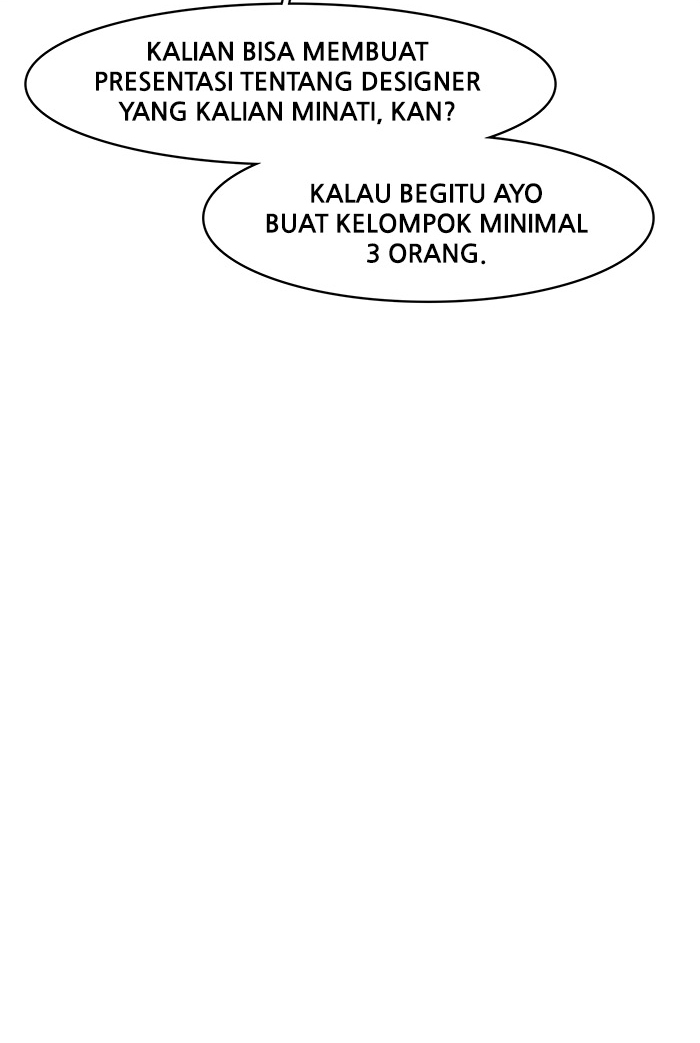 KALIAN BISA MEMBUAT
PRESENTASI TENTANG DESIGNER
YANG KALIAN MINATI, KAN?
KALAU BEGITU AYO
BUAT KELOMPOK MINIMAL
3 ORANG.